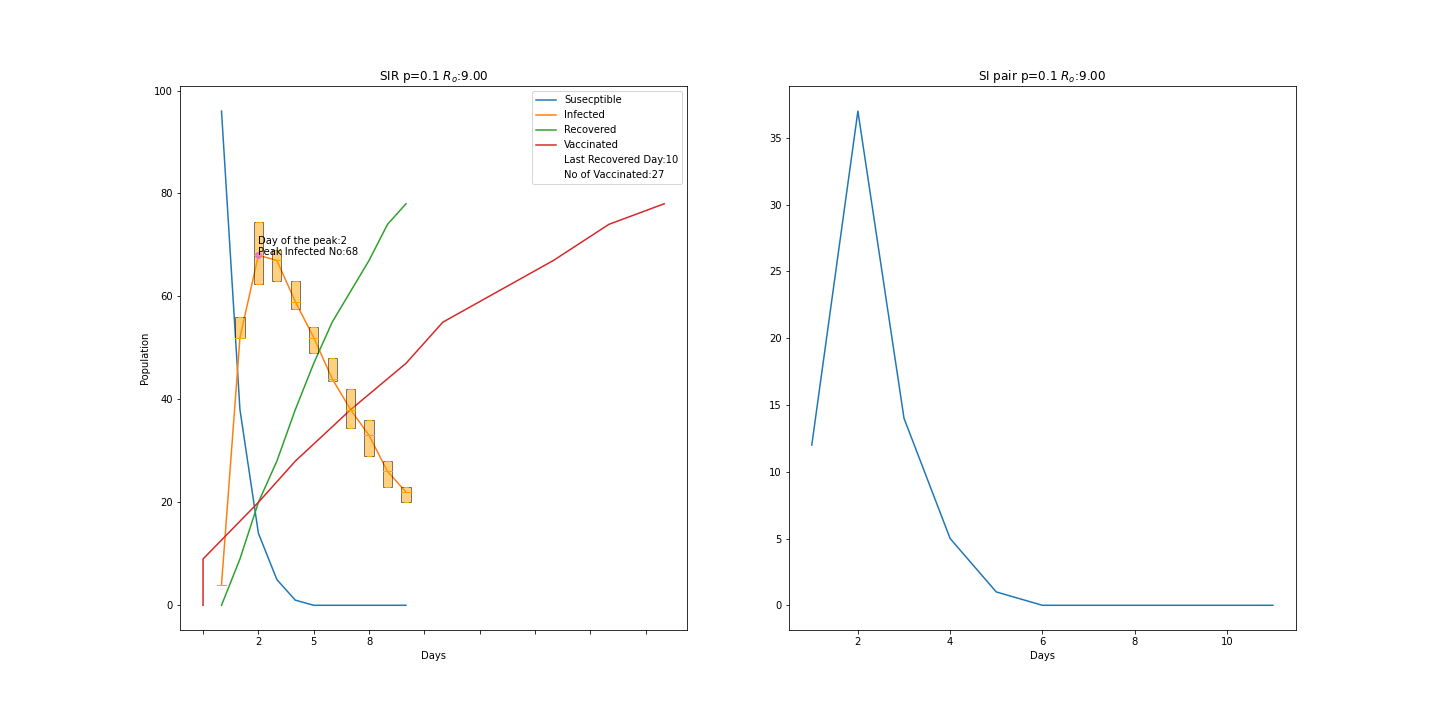 SIR p=0.1 Rₒ:9.00
100
80
60
40
20
0
Population
Susecptible
Infected
Recovered
Vaccinated
Last Recovered Day:10
No of Vaccinated:27
Day of the peak:2
Peak Infected No:68
2 5 8
Days
SI pair p=0.1 Rₒ:9.00
35
30
25
20
15
10
5
0
2 4 6 8 10
Days